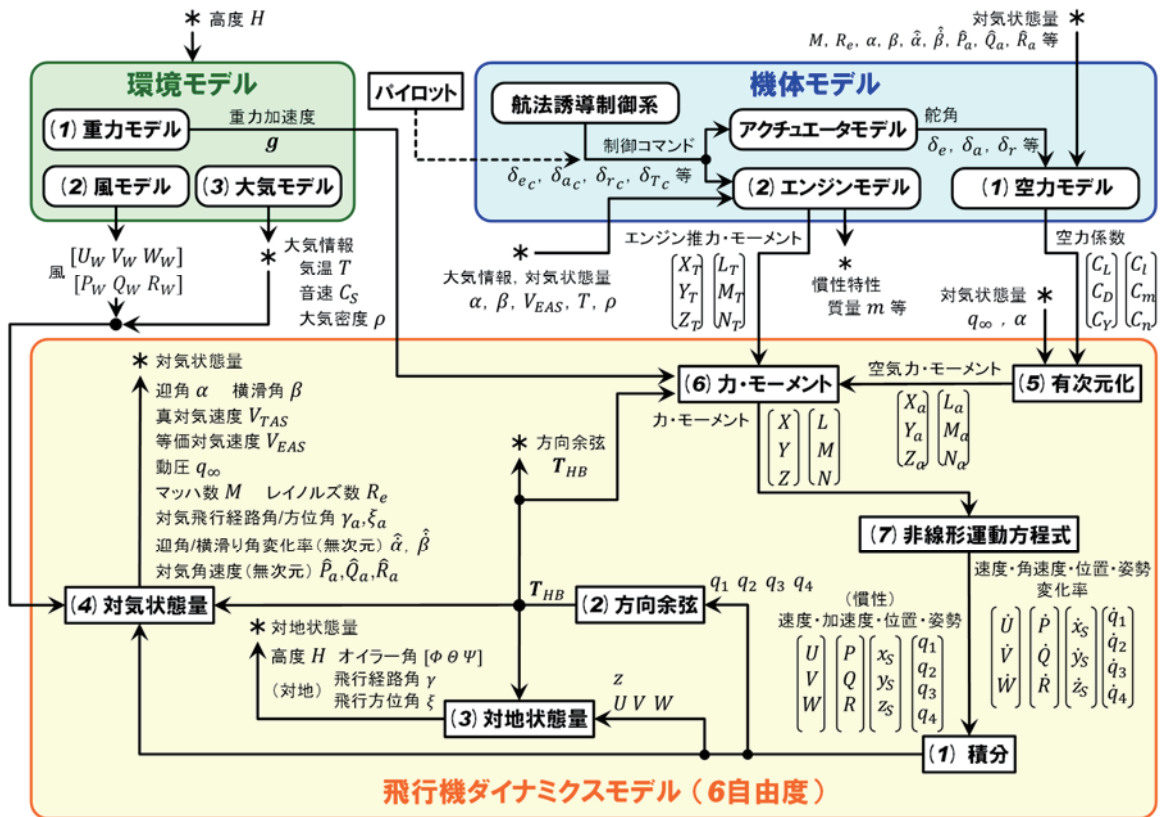 * 高度 H
対気状態量 *
M, Re, α, β, α̂̇, β̂̇, P̂a, Q̂a, R̂a 等
環境モデル
(1) 重力モデル
重力加速度
g
(2) 風モデル
(3) 大気モデル
パイロット
機体モデル
航法誘導制御系
制御コマンド
δeC, δaC, δrC, δTC 等
アクチュエータモデル
舵角
δe, δa, δr 等
(2) エンジンモデル
(1) 空力モデル
風
[UW VW WW]
[PW QW RW]
* 大気情報
気温 T
音速 CS
大気密度 ρ
*
大気情報, 対気状態量
α, β, VEAS, T, ρ
エンジン推力・モーメント
XT LT
YT MT
ZT NT
*
慣性特性
質量 m 等
空力係数
CL Cl
CD Cm
CY Cn
対気状態量 *
q∞ , α
* 対気状態量
迎角 α 横滑角 β
真対気速度 VTAS
等価対気速度 VEAS
動圧 q∞
マッハ数 M レイノルズ数 Re
対気飛行経路角/方位角 γa,ξa
迎角/横滑り角変化率(無次元) α̂̇, β̂̇
対気角速度(無次元) P̂a,Q̂a,R̂a
(4) 対気状態量
(6) 力・モーメント
力・モーメント
X L
Y M
Z N
空気力・モーメント
Xa La
Ya Ma
Za Na
(5) 有次元化
* 方向余弦
THB
(7) 非線形運動方程式
速度・角速度・位置・姿勢
変化率
U̇ Ṗ ẋS q̇1
V̇ Q̇ ẏS q̇2
Ẇ Ṙ żS q̇3
q̇4
THB
(2) 方向余弦
q1 q2 q3 q4
(慣性)
速度・加速度・位置・姿勢
U P xS q1
V Q yS q2
W R zS q3
q4
* 対地状態量
高度 H オイラー角 [Φ Θ Ψ]
(対地) 飛行経路角 γ
飛行方位角 ξ
(3) 対地状態量
z
U V W
(1) 積分
飛行機ダイナミクスモデル(6自由度)